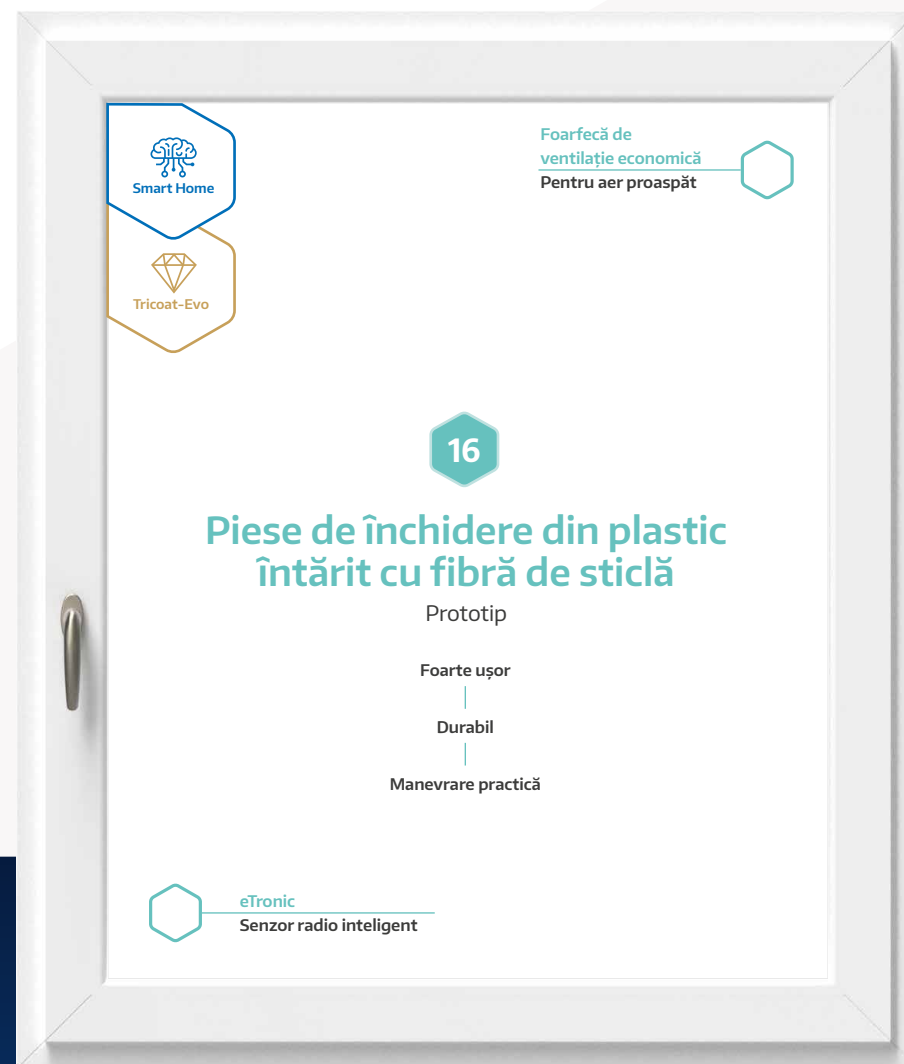 Smart Home
Tricoat-Evo
Foarfecă de
ventilație economică
Pentru aer proaspăt
16
Piese de închidere din plastic
întărit cu fibră de sticlă
Prototip
Foarte ușor
Durabil
Manevrare practică
eTronic
Senzor radio inteligent